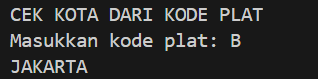 CEK KOTA DARI KODE PLAT
Masukkan kode plat: B
JAKARTA